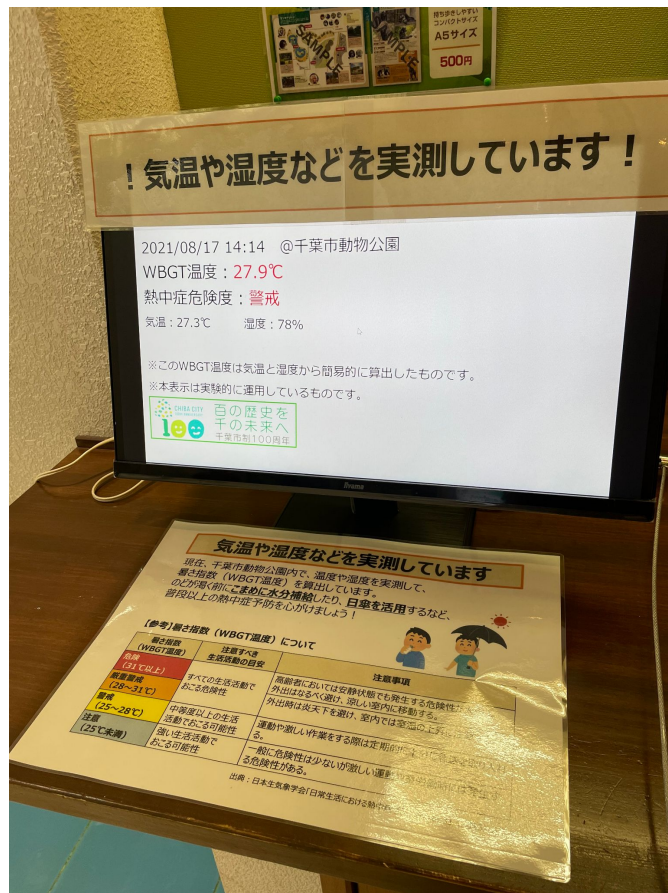 SAMPLE
SAMPLE
持ち歩きしやすい
コンパクトサイズ
A5サイズ
500円
！気温や湿度などを実測しています！
2021/08/17 14:14 @千葉市動物公園
WBGT温度：27.9℃
熱中症危険度：警戒
気温：27.3℃ 湿度：78%
※このWBGT温度は気温と湿度から簡易的に算出したものです。
※本表示は実験的に運用しているものです。
CHIBA CITY
100
百の歴史を
千の未来へ
千葉市制100周年
iiyama
気温や湿度などを実測しています
現在、千葉市動物公園内で、温度や湿度を実測して、
暑さ指数（WBGT温度）を算出しています。
のどが渇く前にこまめに水分補給したり、日傘を活用するなど、
普段以上の熱中症予防を心がけましょう！
【参考】暑さ指数（WBGT温度）について
暑さ指数
（WBGT温度）
注意すべき
生活活動の目安
注意事項
危険
（31℃以上）
厳重警戒
（28～31℃）
すべての生活活動で
おこる危険性
高齢者においては安静状態でも発生する危険性
外出はなるべく避け、涼しい室内に移動する。
外出時は炎天下を避け、室内では室温の上昇
警戒
（25～28℃）
中等度以上の生活
活動でおこる可能性
運動や激しい作業をする際は定期的に
る。
注意
（25℃未満）
強い生活活動で
おこる可能性
一般に危険性は少ないが激しい運動
る危険性がある。
出典：日本生気象学会「日常生活における熱中症